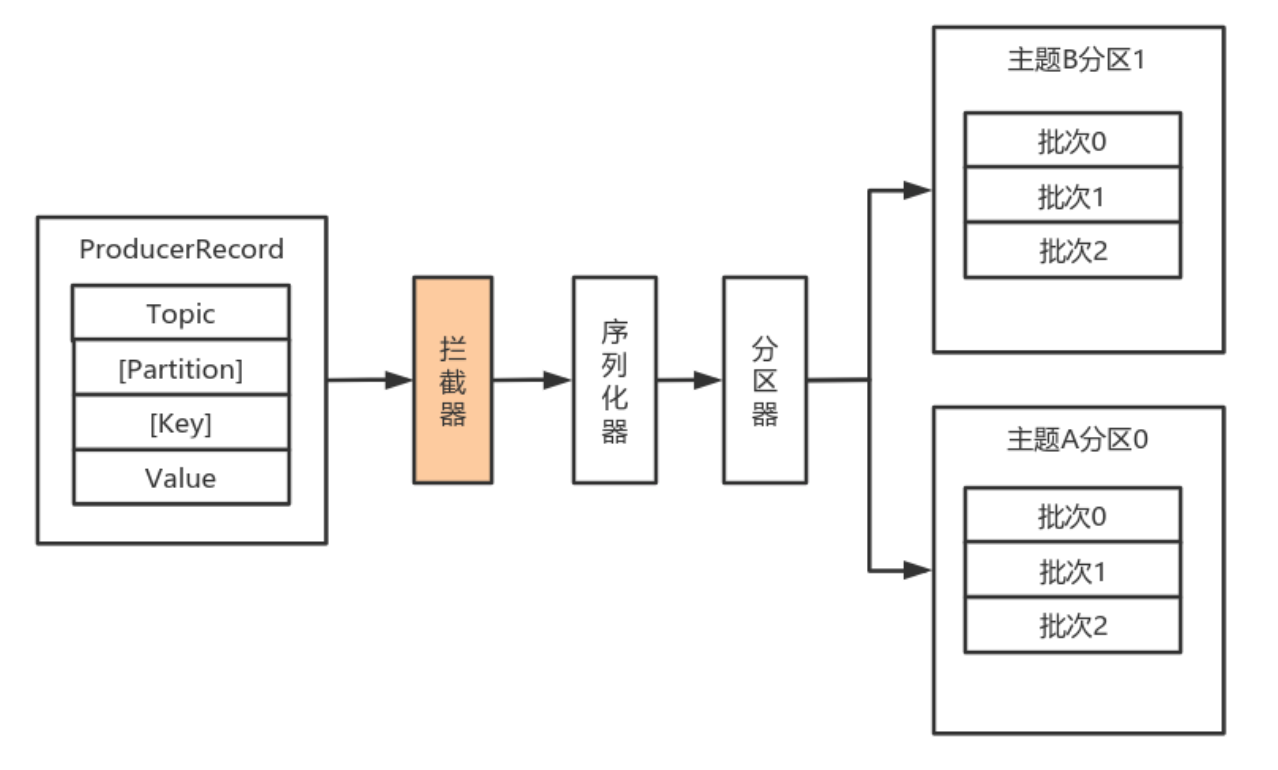 ProducerRecord
Topic
[Partition]
[Key]
Value
拦截器
序列化器
分区器
主题B分区1
批次0
批次1
批次2
主题A分区0
批次0
批次1
批次2